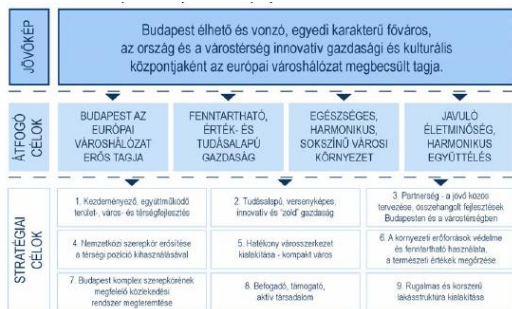 JÖVŐKÉP
Budapest élhető és vonzó, egyedi karakterű főváros,
az ország és a várostérség innovatív gazdasági és kulturális
központjaként az európai városhálózat megbecsült tagja.
ÁTFOGÓ
CÉLOK
BUDAPEST AZ
EURÓPAI
VÁROSHÁLÓZAT
ERŐS TAGJA
FENNTARTHATÓ,
ÉRTÉK- ÉS
TUDÁSALAPÚ
GAZDASÁG
EGÉSZSÉGES,
HARMONIKUS,
SOKSZÍNŰ VÁROSI
KÖRNYEZET
JAVULÓ
ÉLETMINŐSÉG,
HARMONIKUS
EGYÜTTÉLÉS
STRATÉGIAI
CÉLOK
1. Kezdeményező, együttműködő
terület-, város- és térségfejlesztés
2. Tudásalapú, versenyképes,
innovatív és "zöld" gazdaság
3. Partnerség - a jövő közös
tervezése, összehangolt fejlesztések
Budapesten és a várostérségben
4. Nemzetközi szerepkör erősítése
a térségi pozíció kihasználásával
5. Hatékony városszerkezet
kialakítása - kompakt város
6. A környezeti erőforrások védelme
és fenntartható használata,
a természeti értékek megőrzése
7. Budapest komplex szerepkörének
megfelelő közlekedési
rendszer megteremtése
8. Befogadó, támogató,
aktív társadalom
9. Rugalmas és korszerű
lakásstruktúra kialakítása